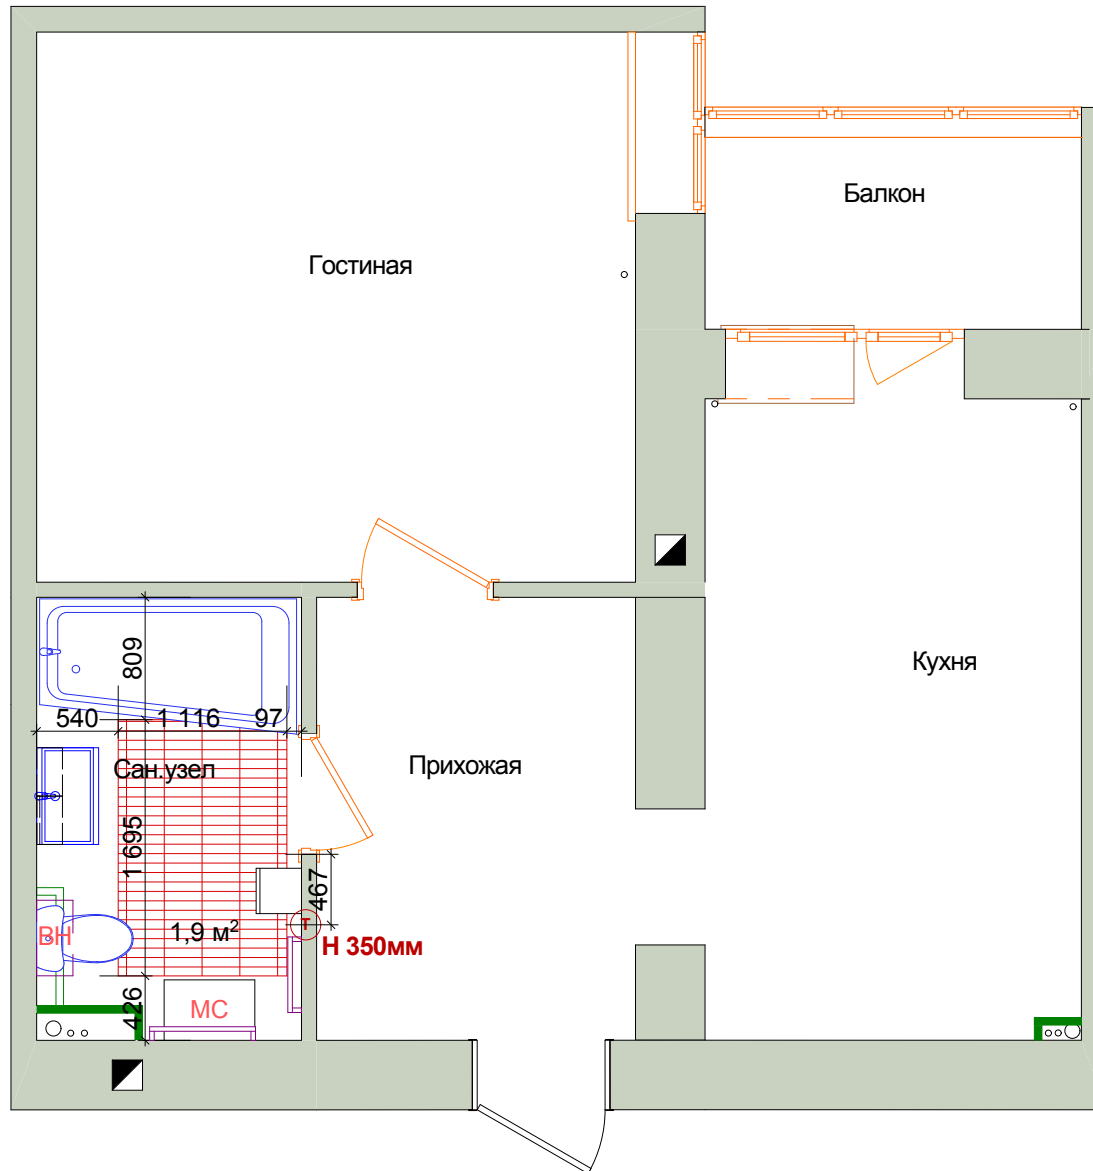 Балкон
Гостиная
Кухня
809
540
1 116
97
Сан.узел
Прихожая
1 695
467
ВН
1,9 м²
Т
Н 350мм
426
МС